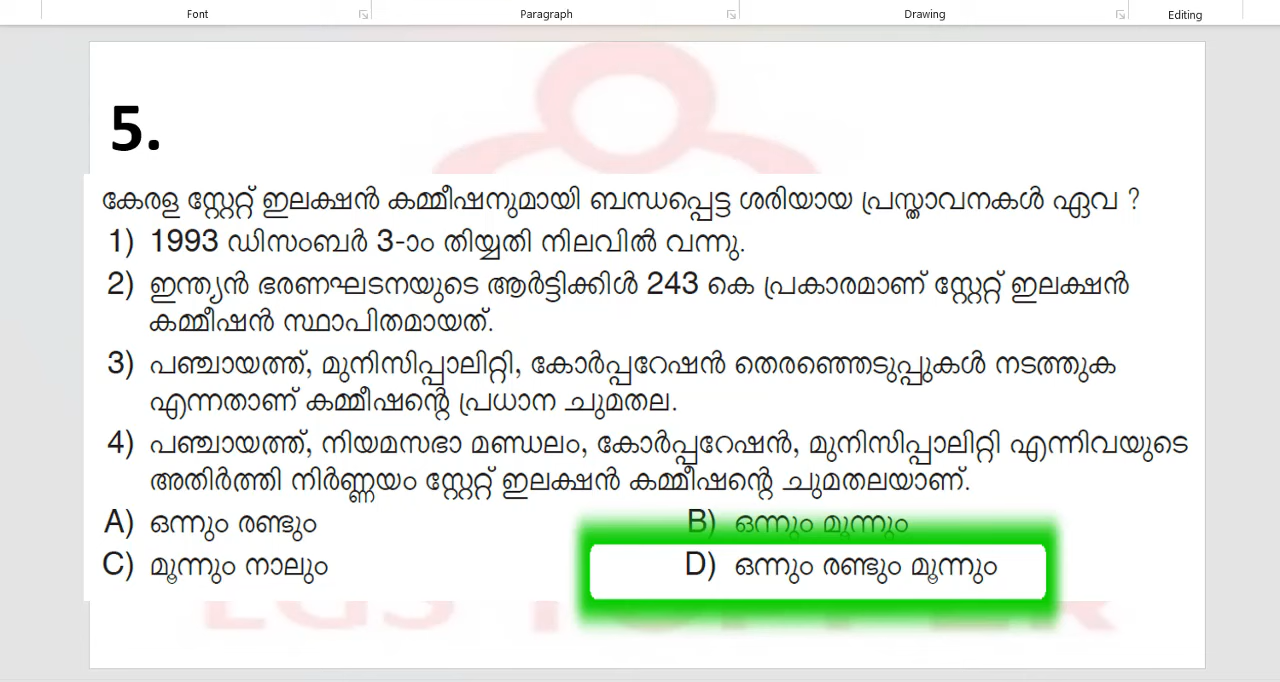 Font Paragraph Drawing Editing
5.
കേരള സ്റ്റേറ്റ് ഇലക്ഷൻ കമ്മീഷനുമായി ബന്ധപ്പെട്ട ശരിയായ പ്രസ്താവനകൾ ഏവ ?
1) 1993 ഡിസംബർ 3-ാം തിയ്യതി നിലവിൽ വന്നു.
2) ഇന്ത്യൻ ഭരണഘടനയുടെ ആർട്ടിക്കിൾ 243 കെ പ്രകാരമാണ് സ്റ്റേറ്റ് ഇലക്ഷൻ
കമ്മീഷൻ സ്ഥാപിതമായത്.
3) പഞ്ചായത്ത്, മുനിസിപ്പാലിറ്റി, കോർപ്പറേഷൻ തെരഞ്ഞെടുപ്പുകൾ നടത്തുക
എന്നതാണ് കമ്മീഷന്റെ പ്രധാന ചുമതല.
4) പഞ്ചായത്ത്, നിയമസഭാ മണ്ഡലം, കോർപ്പറേഷൻ, മുനിസിപ്പാലിറ്റി എന്നിവയുടെ
അതിർത്തി നിർണ്ണയം സ്റ്റേറ്റ് ഇലക്ഷൻ കമ്മീഷന്റെ ചുമതലയാണ്.
A) ഒന്നും രണ്ടും B) ഒന്നും മൂന്നും
C) മൂന്നും നാലും D) ഒന്നും രണ്ടും മൂന്നും